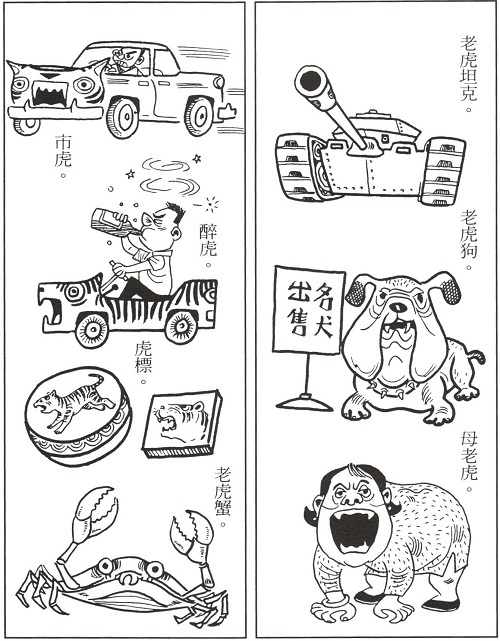 老虎坦克。
老虎狗。
名犬
出售
母老虎。
市虎。
醉虎。
虎標。
老虎蟹。